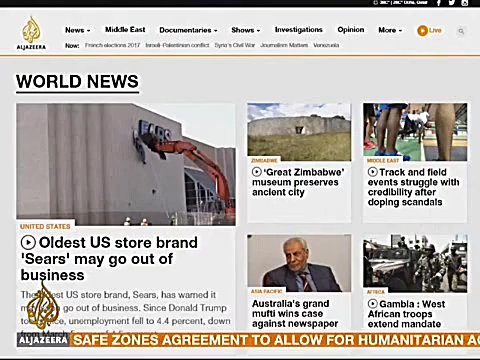 News Middle East Documentaries Shows Investigations Opinion More Live
ALJAZEERA
Now: French elections 2017 Israeli-Palestinian conflict Syria's Civil War Journalism Matters Venezuela
WORLD NEWS
SEARS
UNITED STATES
Oldest US store brand
'Sears' may go out of
business
The oldest US store brand, Sears, has warned it
may go out of business. Since Donald Trump
took office, unemployment fell to 4.4 percent, down
from March
ZIMBABWE
'Great Zimbabwe'
museum preserves
ancient city
MIDDLE EAST
Track and field
events struggle with
credibility after
doping scandals
ASIA PACIFIC
Australia's grand
mufti wins case
against newspaper
AFRICA
Gambia : West
African troops
extend mandate
ALJAZEERA
SAFE ZONES AGREEMENT TO ALLOW FOR HUMANITARIAN AC